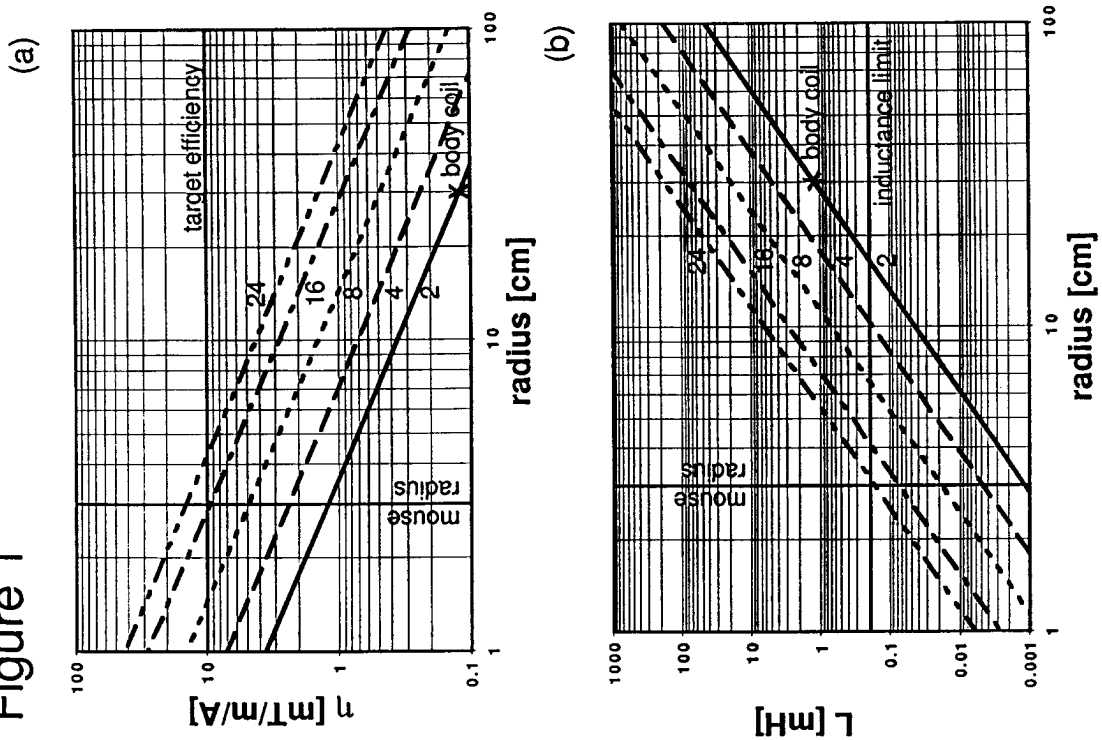 Figure 1
(a)
η [mT/m/A]
100
10
1
0.1
target efficiency
24
16
8
4
2
body coil
mouse
radius
1
10
100
radius [cm]
(b)
L [mH]
1000
100
10
1
0.1
0.01
0.001
24
16
8
4
2
body coil
inductance limit
mouse
radius
1
10
100
radius [cm]